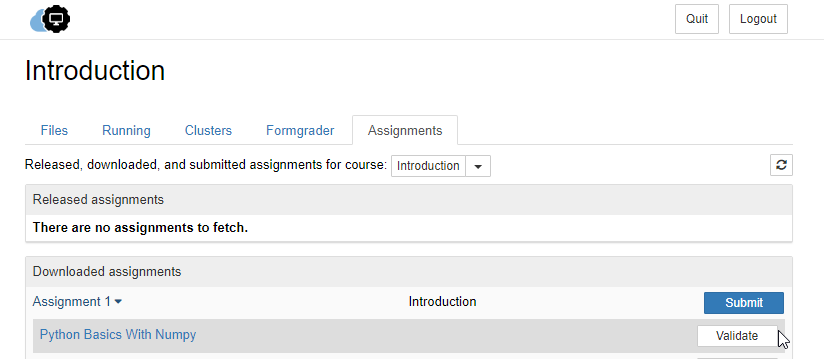 Quit Logout
Introduction
Files Running Clusters Formgrader Assignments
Released, downloaded, and submitted assignments for course: Introduction
Released assignments
There are no assignments to fetch.
Downloaded assignments
Assignment 1 Introduction Submit
Python Basics With Numpy Validate